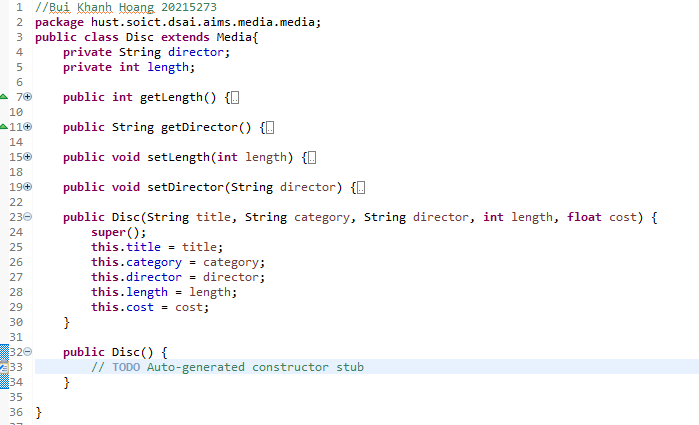 1 //Bui Khanh Hoang 20215273
2 package hust.soict.dsai.aims.media.media;
3 public class Disc extends Media{
4 private String director;
5 private int length;
6
7 public int getLength() {
10
11 public String getDirector() {
14
15 public void setLength(int length) {
18
19 public void setDirector(String director) {
22
23 public Disc(String title, String category, String director, int length, float cost) {
24 super();
25 this.title = title;
26 this.category = category;
27 this.director = director;
28 this.length = length;
29 this.cost = cost;
30 }
31
32 public Disc() {
33 // TODO Auto-generated constructor stub
34 }
35
36 }